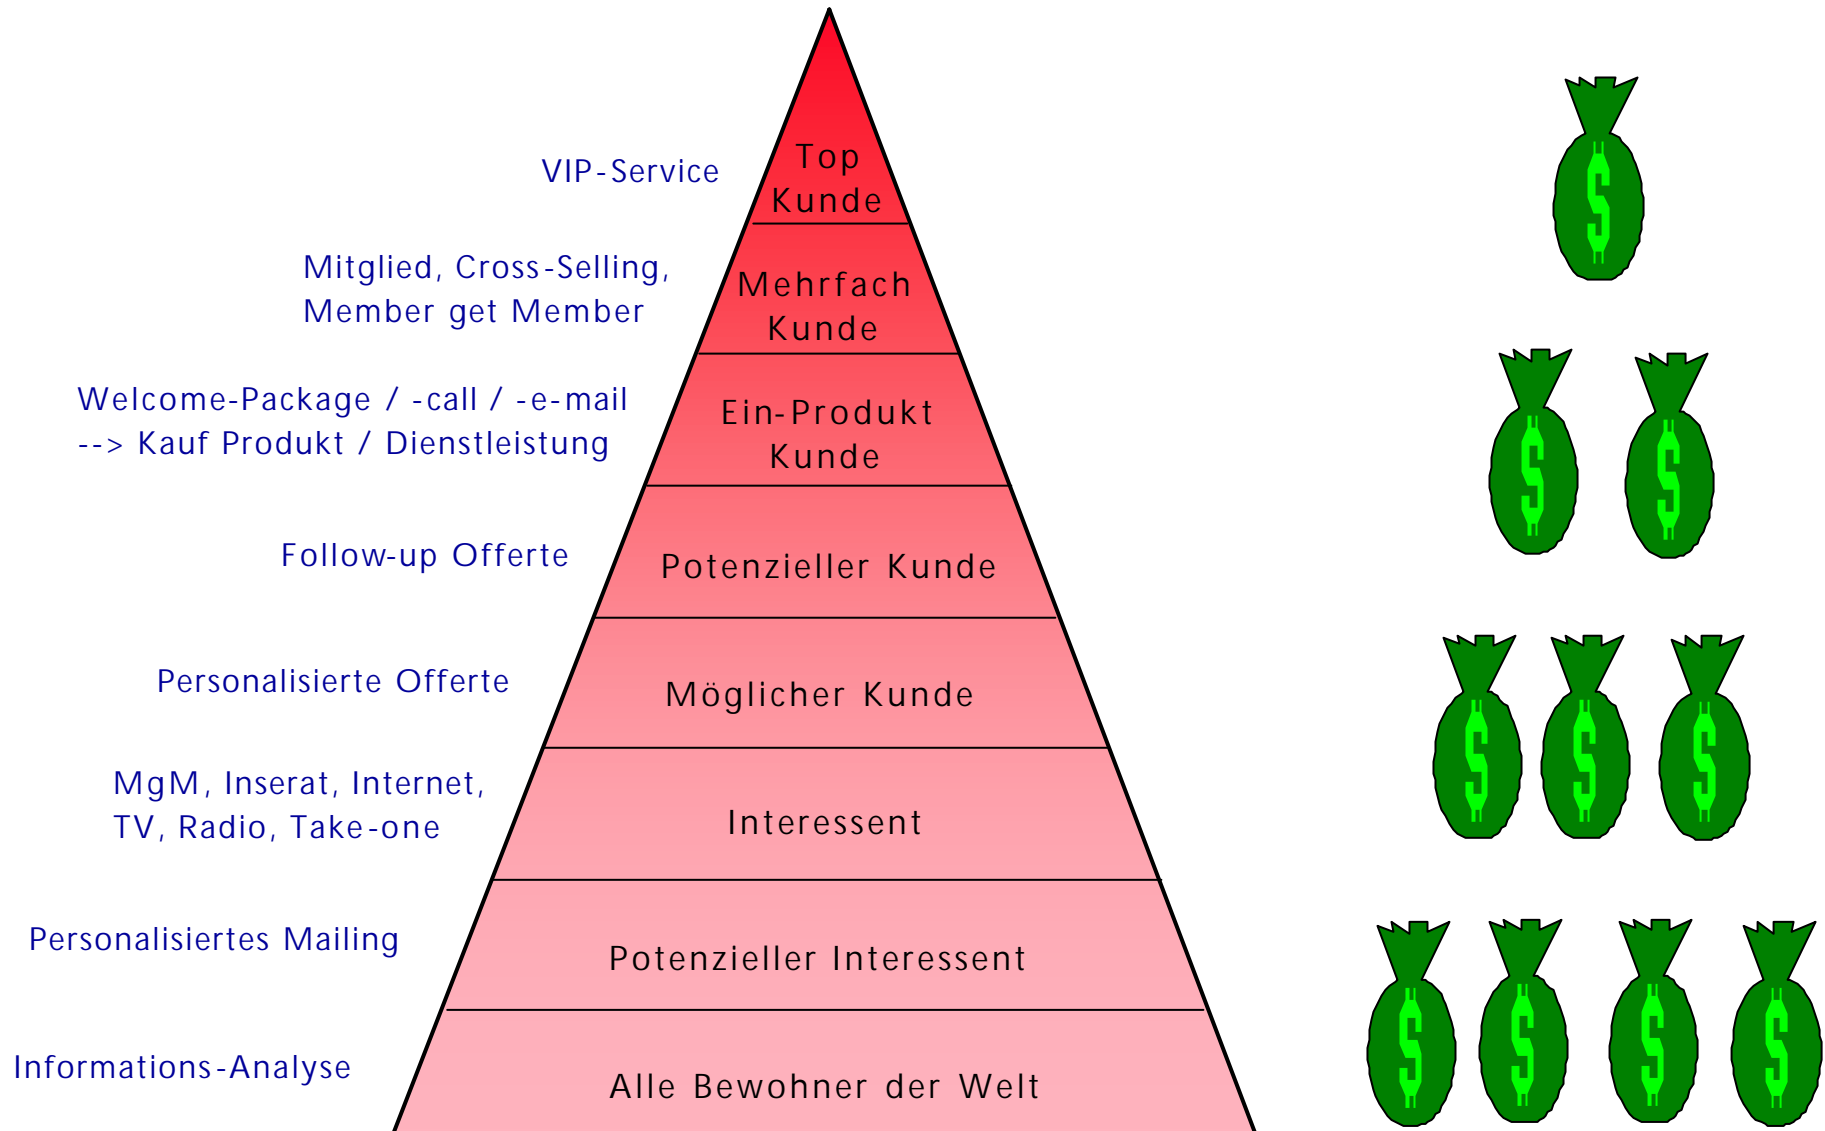 VIP-Service
Top
Kunde
Mitglied, Cross-Selling,
Member get Member
Mehrfach
Kunde
Welcome-Package / -call / -e-mail
--> Kauf Produkt / Dienstleistung
Ein-Produkt
Kunde
Follow-up Offerte
Potenzieller Kunde
Personalisierte Offerte
Möglicher Kunde
MgM, Inserat, Internet,
TV, Radio, Take-one
Interessent
Personalisiertes Mailing
Potenzieller Interessent
Informations-Analyse
Alle Bewohner der Welt
$
$
$
$
$
$
$
$
$
$